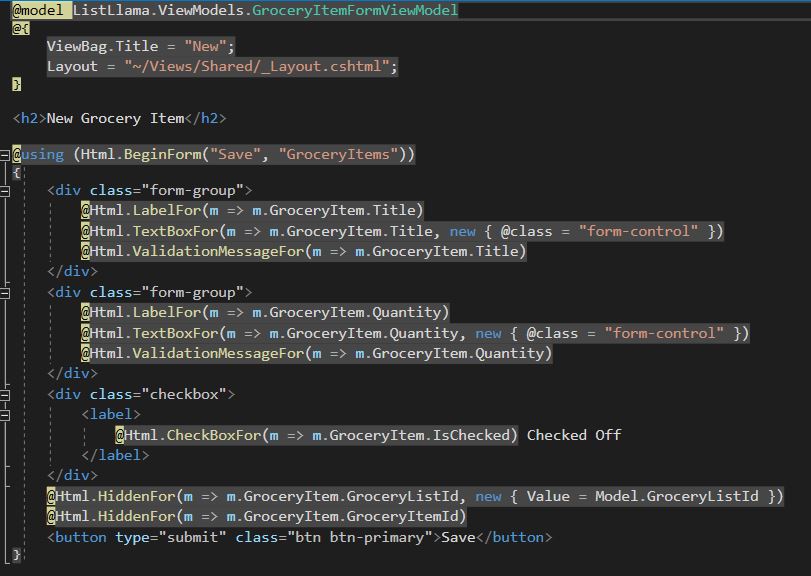 @model ListLlama.ViewModels.GroceryItemFormViewModel
@{
    ViewBag.Title = "New";
    Layout = "~/Views/Shared/_Layout.cshtml";
}
<h2>New Grocery Item</h2>
@using (Html.BeginForm("Save", "GroceryItems"))
{
    <div class="form-group">
        @Html.LabelFor(m => m.GroceryItem.Title)
        @Html.TextBoxFor(m => m.GroceryItem.Title, new { @class = "form-control" })
        @Html.ValidationMessageFor(m => m.GroceryItem.Title)
    </div>
    <div class="form-group">
        @Html.LabelFor(m => m.GroceryItem.Quantity)
        @Html.TextBoxFor(m => m.GroceryItem.Quantity, new { @class = "form-control" })
        @Html.ValidationMessageFor(m => m.GroceryItem.Quantity)
    </div>
    <div class="checkbox">
        <label>
            @Html.CheckBoxFor(m => m.GroceryItem.IsChecked) Checked Off
        </label>
    </div>
    @Html.HiddenFor(m => m.GroceryItem.GroceryListId, new { Value = Model.GroceryListId })
    @Html.HiddenFor(m => m.GroceryItem.GroceryItemId)
    <button type="submit" class="btn btn-primary">Save</button>
}